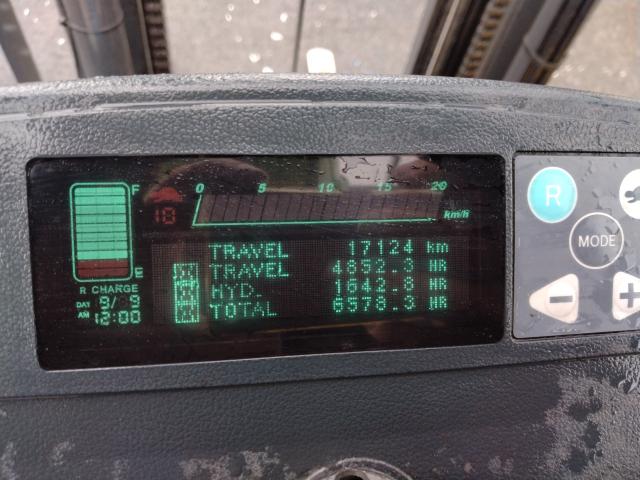 F
0 5 10 15 20
R
10
km/h
TRAVEL 17124 km
MODE
TRAVEL 4852.3 HR
E
HYD. 1642.8 HR
R CHARGE
TOTAL 6578.3 HR
DAY 9/
AM 12:00